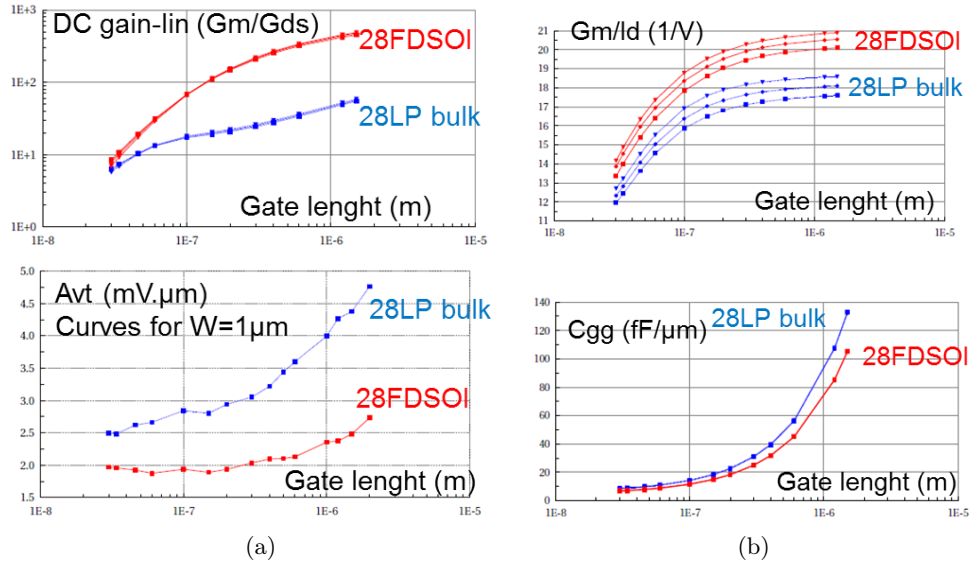 DC gain-lin (Gm/Gds)
1E+3
1E+2
1E+1
1E+0
28FDSOI
28LP bulk
Gate lenght (m)
1E-8
1E-7
1E-6
1E-5
Gm/Id (1/V)
21
20
19
18
17
16
15
14
13
12
11
28FDSOI
28LP bulk
Gate lenght (m)
1E-8
1E-7
1E-6
1E-5
Avt (mV.µm)
Curves for W=1µm
5.0
4.5
4.0
3.5
3.0
2.5
2.0
1.5
28LP bulk
28FDSOI
Gate lenght (m)
1E-8
1E-7
1E-6
1E-5
Cgg (fF/µm)
140
120
100
80
60
40
20
0
28LP bulk
28FDSOI
Gate lenght (m)
1E-8
1E-7
1E-6
1E-5
(a)
(b)